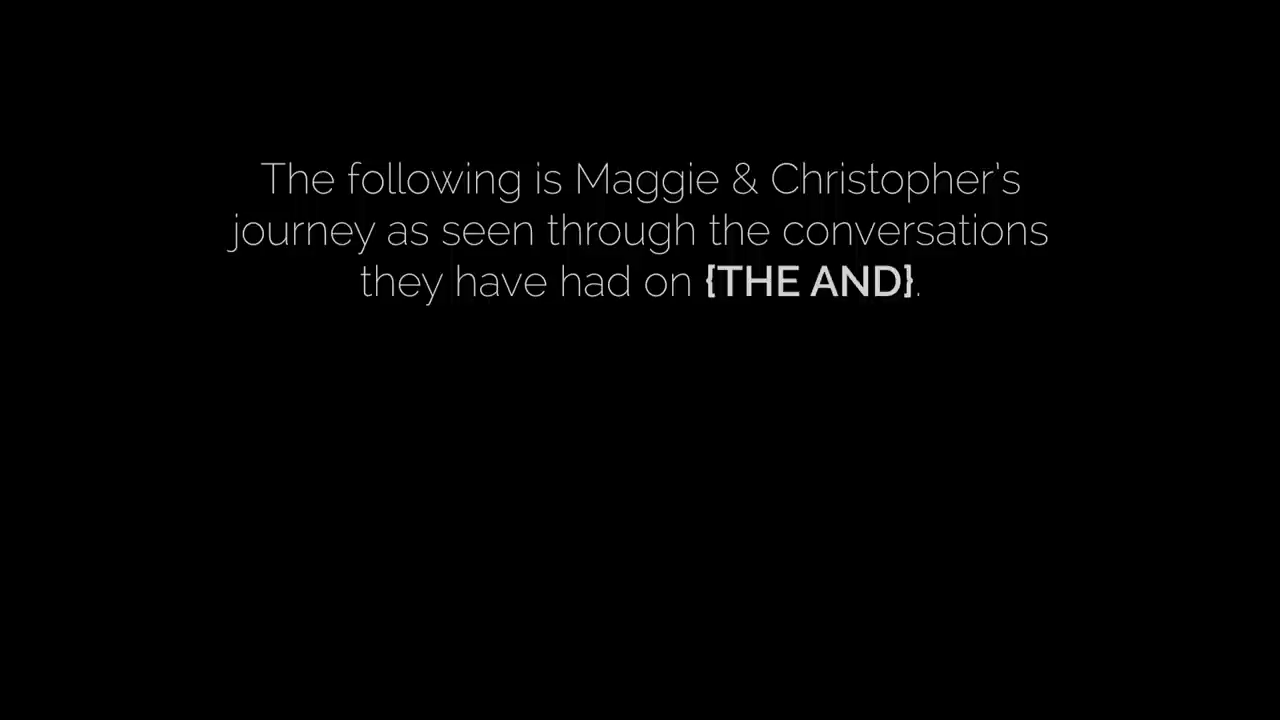 The following is Maggie & Christopher's
journey as seen through the conversations
they have had on {THE AND}.